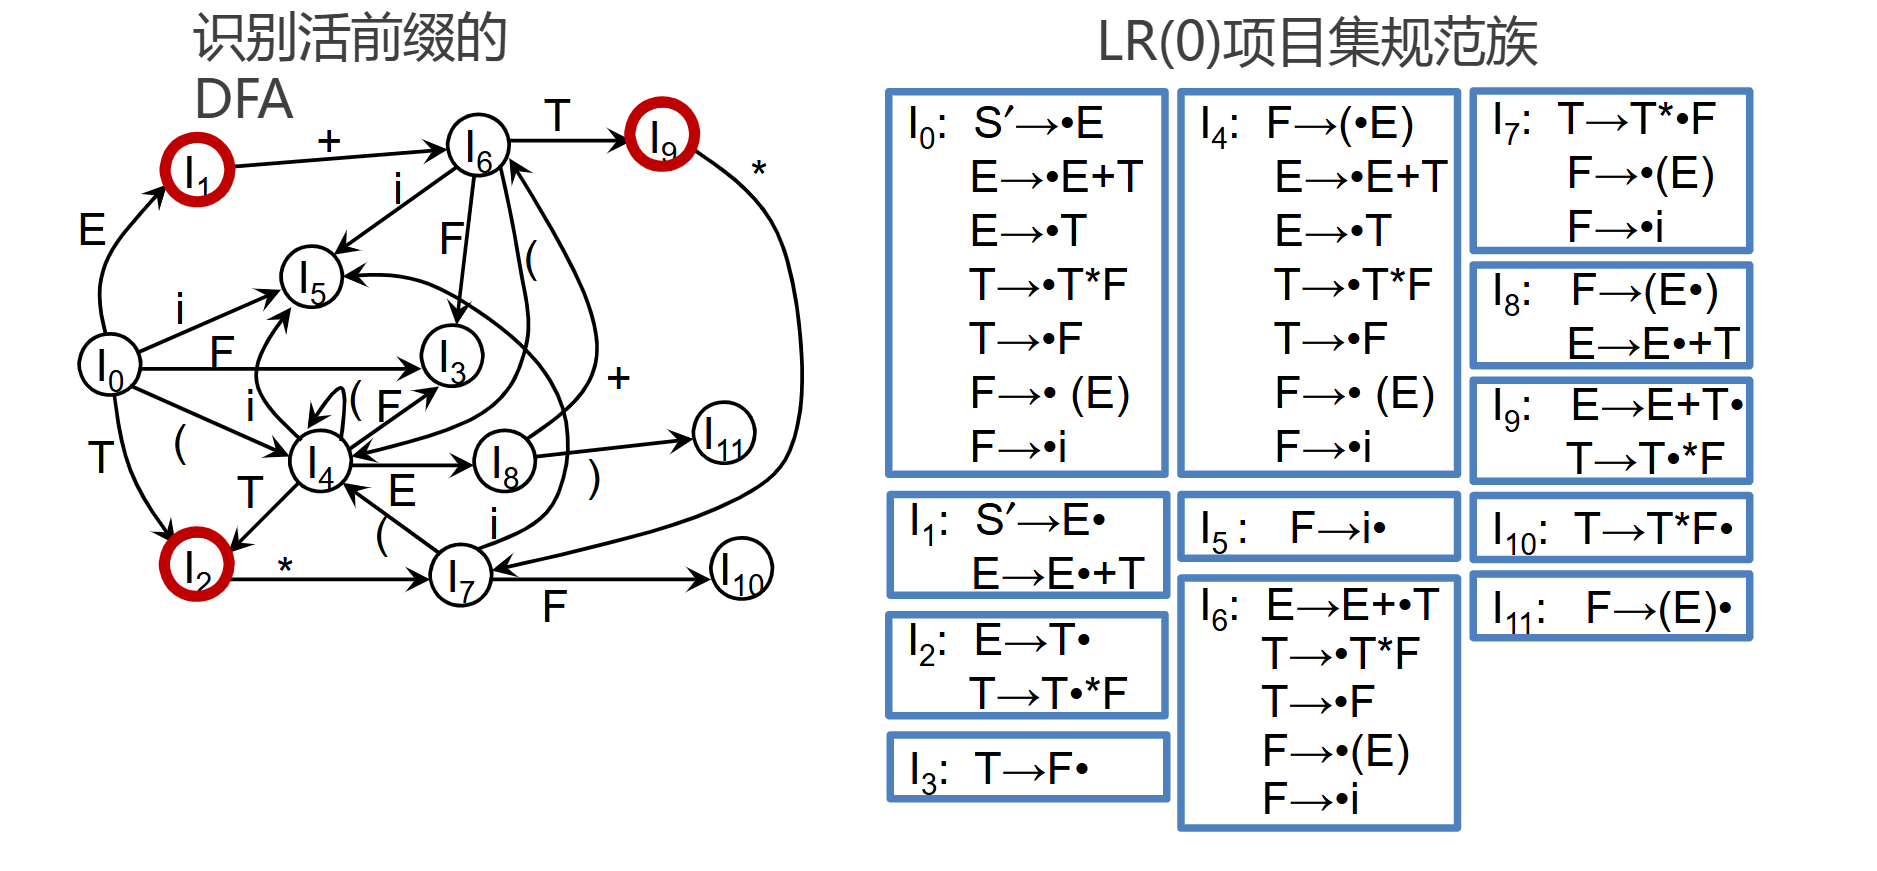 识别活前缀的
DFA
LR(0)项目集规范族
I1
+
I6
T
I9
*
E
i
F
(
I5
i
F
I0
I3
+
i
(
F
(
T
(
I4
E
I8
)
I11
T
(
i
I2
*
I7
F
I10
I0: S′→•E
E→•E+T
E→•T
T→•T*F
T→•F
F→• (E)
F→•i
I1: S′→E•
E→E•+T
I2: E→T•
T→T•*F
I3: T→F•
I4: F→(•E)
E→•E+T
E→•T
T→•T*F
T→•F
F→• (E)
F→•i
I5 : F→i•
I6: E→E+•T
T→•T*F
T→•F
F→•(E)
F→•i
I7: T→T*•F
F→•(E)
F→•i
I8: F→(E•)
E→E•+T
I9: E→E+T•
T→T•*F
I10: T→T*F•
I11: F→(E)•